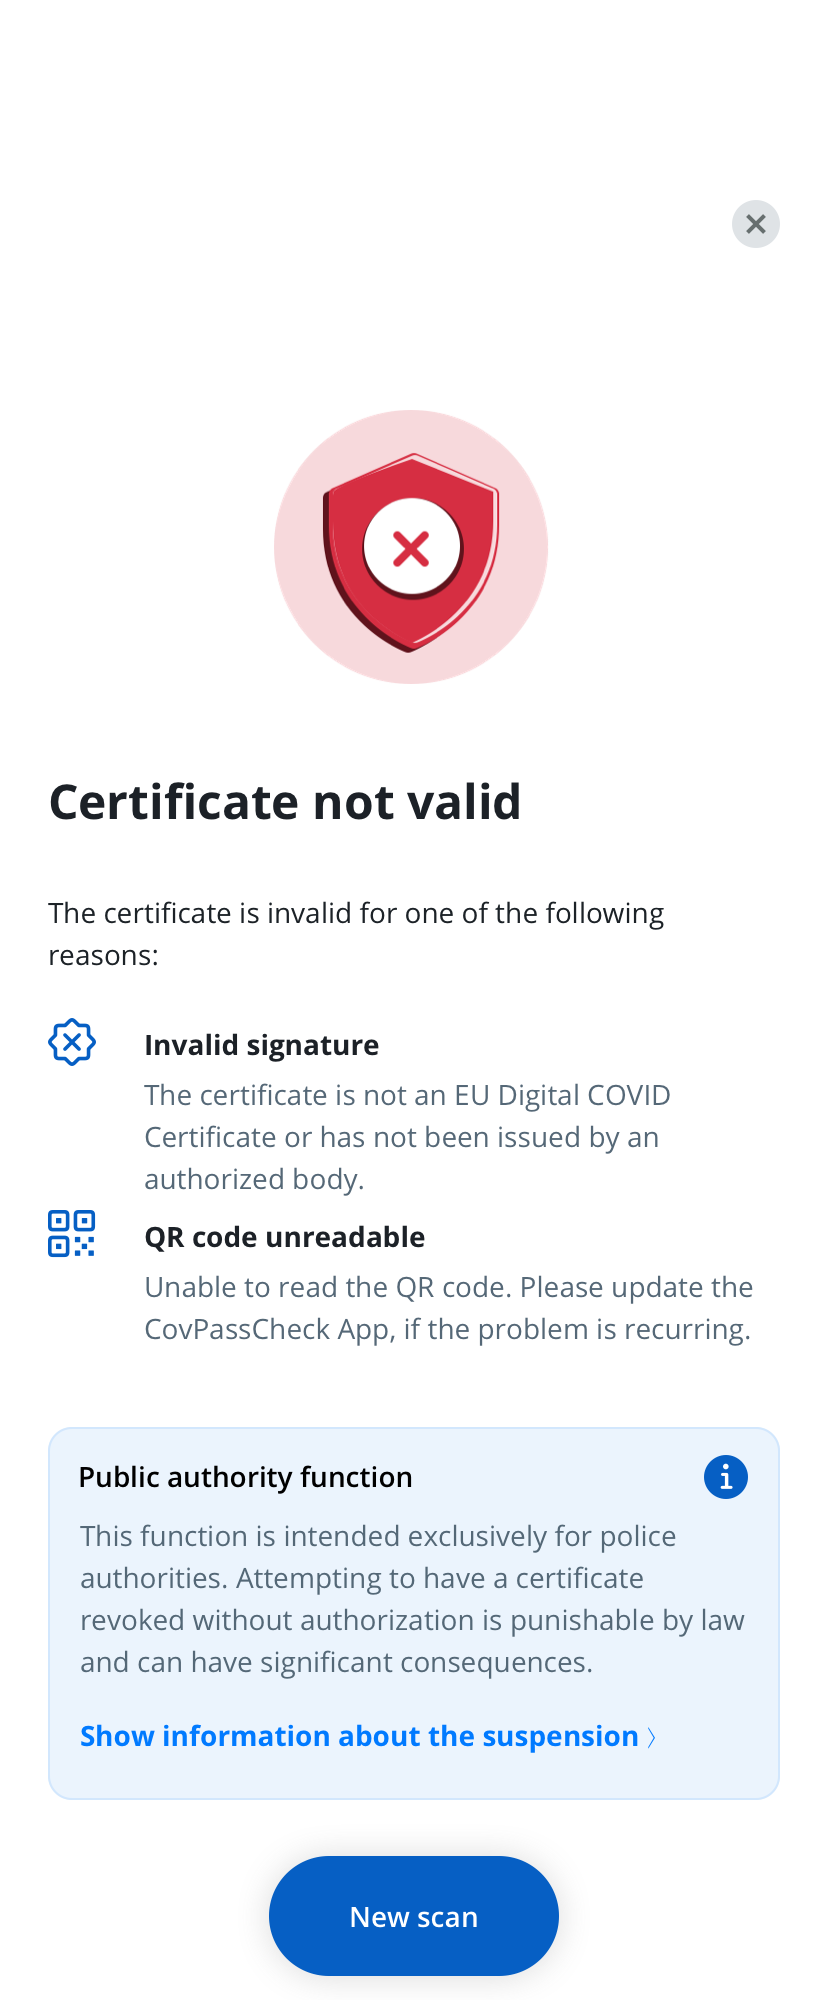 Certificate not valid
The certificate is invalid for one of the following
reasons:
Invalid signature
The certificate is not an EU Digital COVID
Certificate or has not been issued by an
authorized body.
QR code unreadable
Unable to read the QR code. Please update the
CovPassCheck App, if the problem is recurring.
Public authority function
This function is intended exclusively for police
authorities. Attempting to have a certificate
revoked without authorization is punishable by law
and can have significant consequences.
Show information about the suspension
New scan